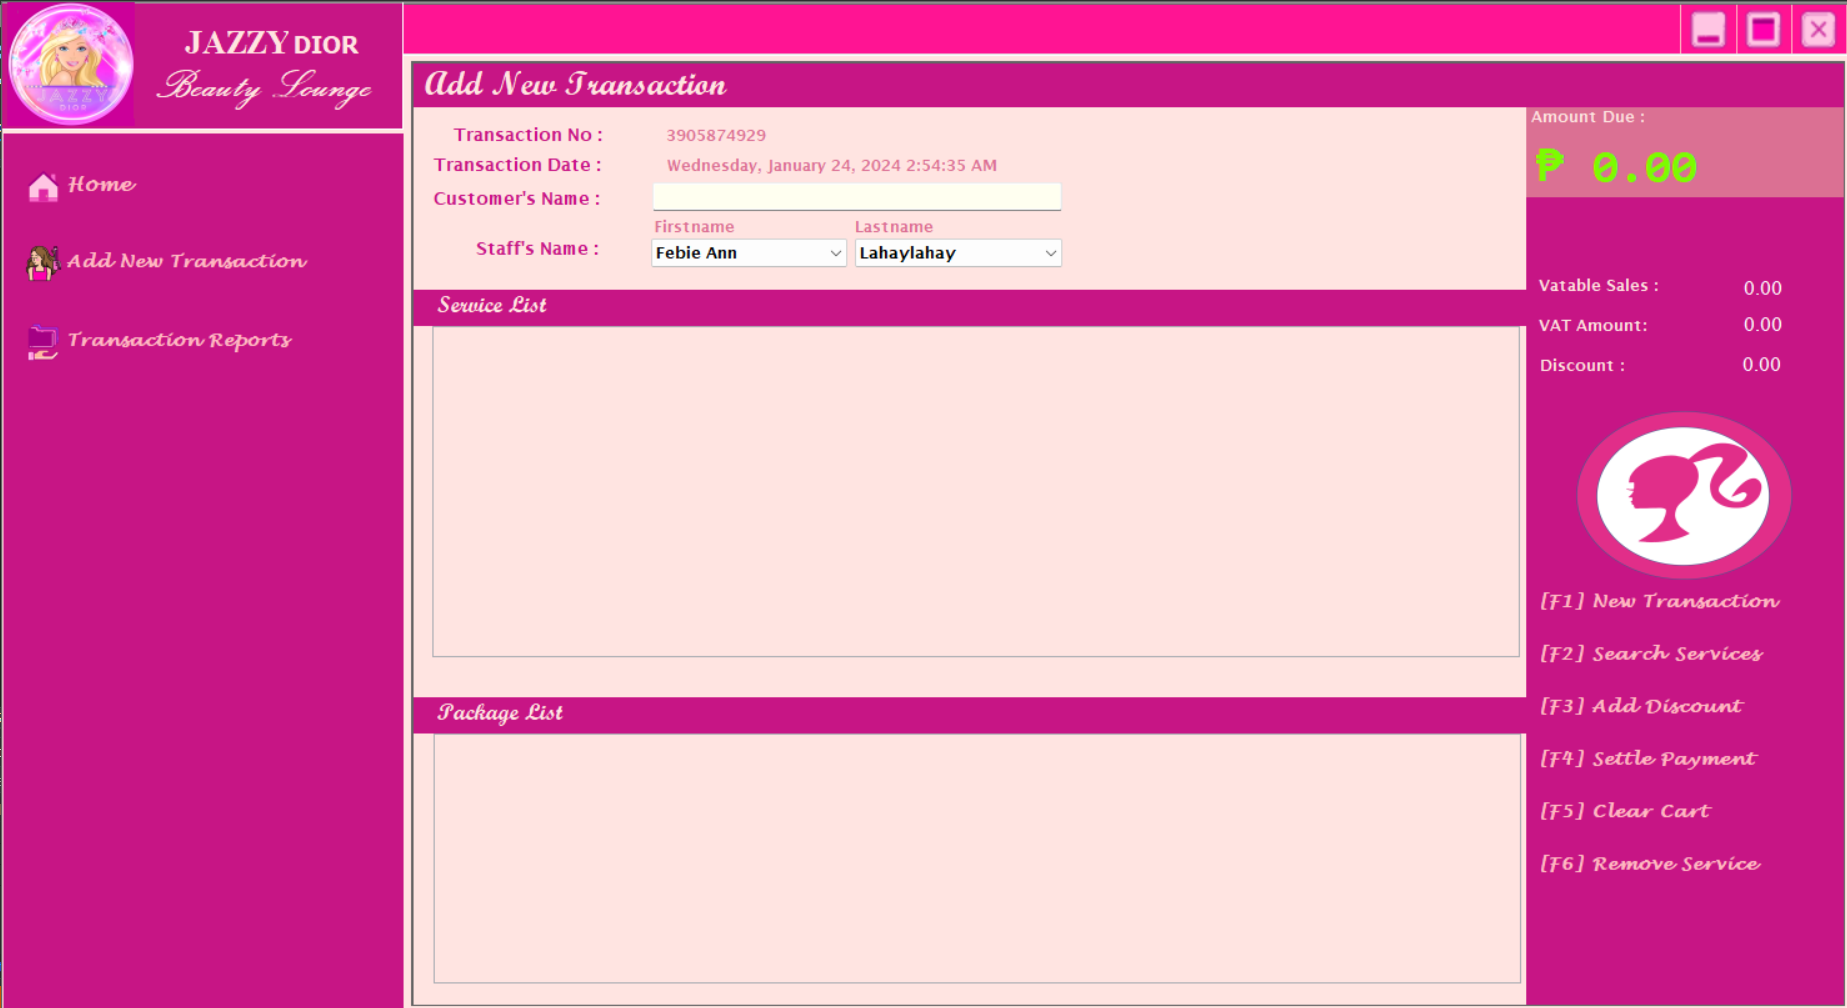 JAZZY DIOR
Beauty Lounge
JAZZY
DIOR
Home
Add New Transaction
Transaction Reports
Add New Transaction
Transaction No : 3905874929
Transaction Date : Wednesday, January 24, 2024 2:54:35 AM
Customer's Name :
Firstname Lastname
Staff's Name : Febie Ann Lahaylahay
Service List
Package List
Amount Due :
₱ 0.00
Vatable Sales : 0.00
VAT Amount: 0.00
Discount : 0.00
[F1] New Transaction
[F2] Search Services
[F3] Add Discount
[F4] Settle Payment
[F5] Clear Cart
[F6] Remove Service